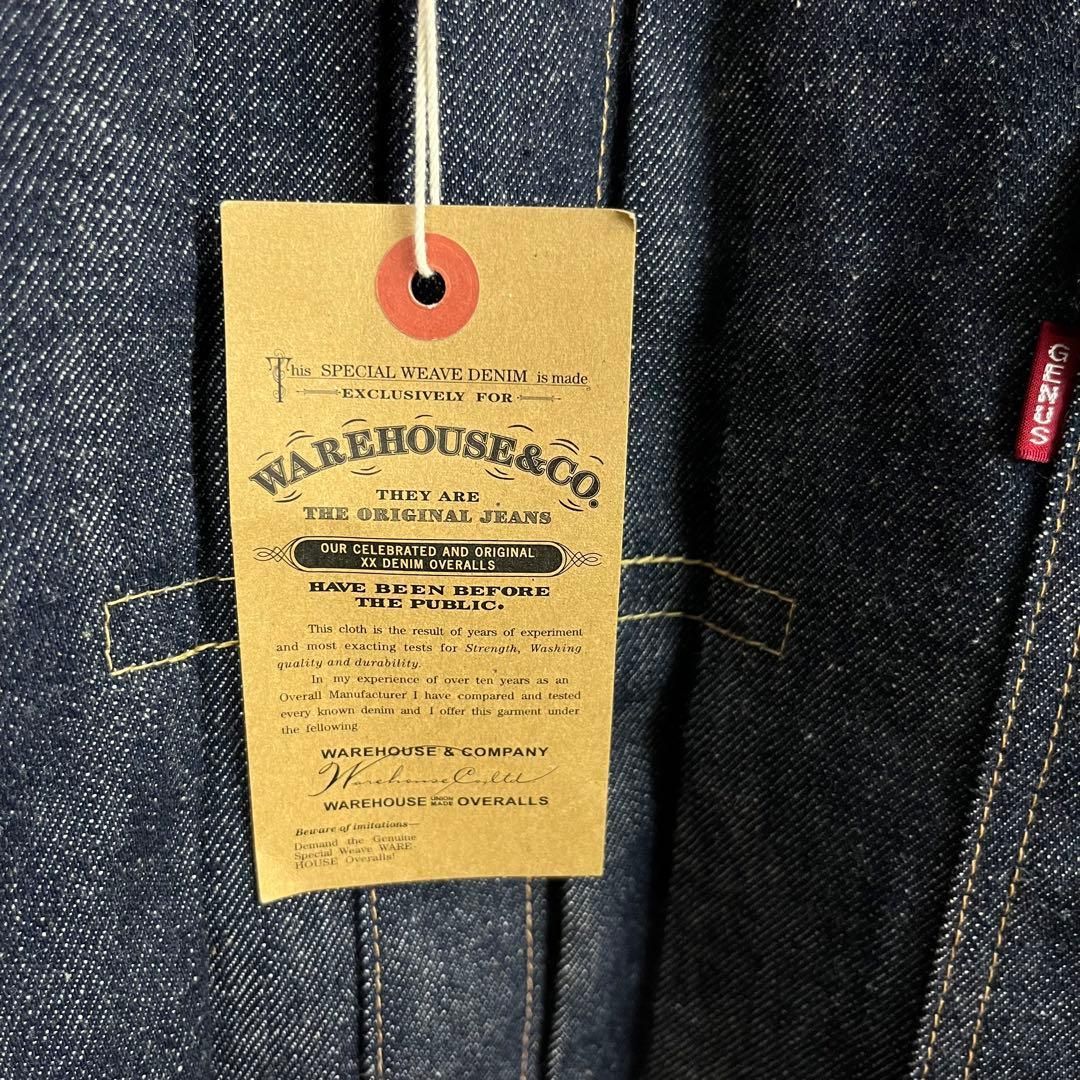 This SPECIAL WEAVE DENIM is made
EXCLUSIVELY FOR
WAREHOUSE & CO.
THEY ARE
THE ORIGINAL JEANS
OUR CELEBRATED AND ORIGINAL
XX DENIM OVERALLS
HAVE BEEN BEFORE
THE PUBLIC.
This cloth is the result of years of experiment
and most exacting tests for Strength, Washing
quality and durability.
In my experience of over ten years as an
Overall Manufacturer I have compared and tested
every known denim and I offer this garment under
the fellowing
WAREHOUSE & COMPANY
Warehouse Co,.ltd
WAREHOUSE UNION MADE OVERALLS
Beware of imitations—
Demand the Genuine
Special Weave WARE-
HOUSE Overalls!
GENUS